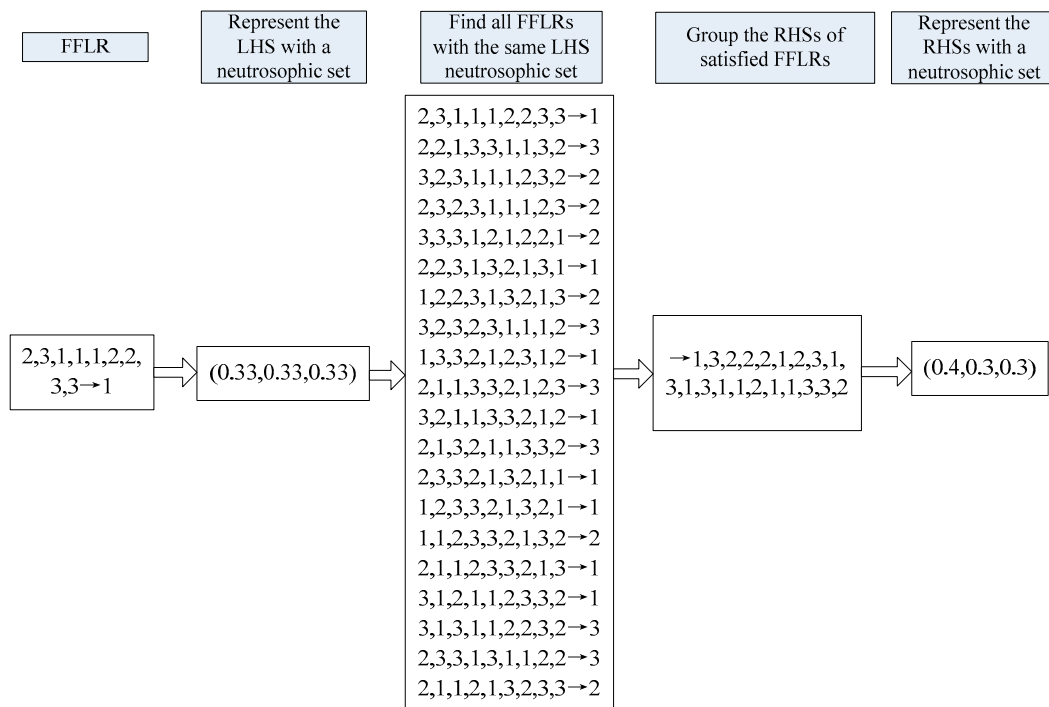 FFLR
Represent the
LHS with a
neutrosophic set
Find all FFLRs
with the same LHS
neutrosophic set
Group the RHSs of
satisfied FFLRs
Represent the
RHSs with a
neutrosophic set
2,3,1,1,1,2,2,
3,3→1
(0.33,0.33,0.33)
2,3,1,1,1,2,2,3,3→1
2,2,1,3,3,1,1,3,2→3
3,2,3,1,1,1,2,3,2→2
2,3,2,3,1,1,1,2,3→2
3,3,3,1,2,1,2,2,1→2
2,2,3,1,3,2,1,3,1→1
1,2,2,3,1,3,2,1,3→2
3,2,3,2,3,1,1,1,2→3
1,3,3,2,1,2,3,1,2→1
2,1,1,3,3,2,1,2,3→3
3,2,1,1,3,3,2,1,2→1
2,1,3,2,1,1,3,3,2→3
2,3,3,2,1,3,2,1,1→1
1,2,3,3,2,1,3,2,1→1
1,1,2,3,3,2,1,3,2→2
2,1,1,2,3,3,2,1,3→1
3,1,2,1,1,2,3,3,2→1
3,1,3,1,1,2,2,3,2→3
2,3,3,1,3,1,1,2,2→3
2,1,1,2,1,3,2,3,3→2
→1,3,2,2,2,1,2,3,1,
3,1,3,1,1,2,1,1,3,3,2
(0.4,0.3,0.3)